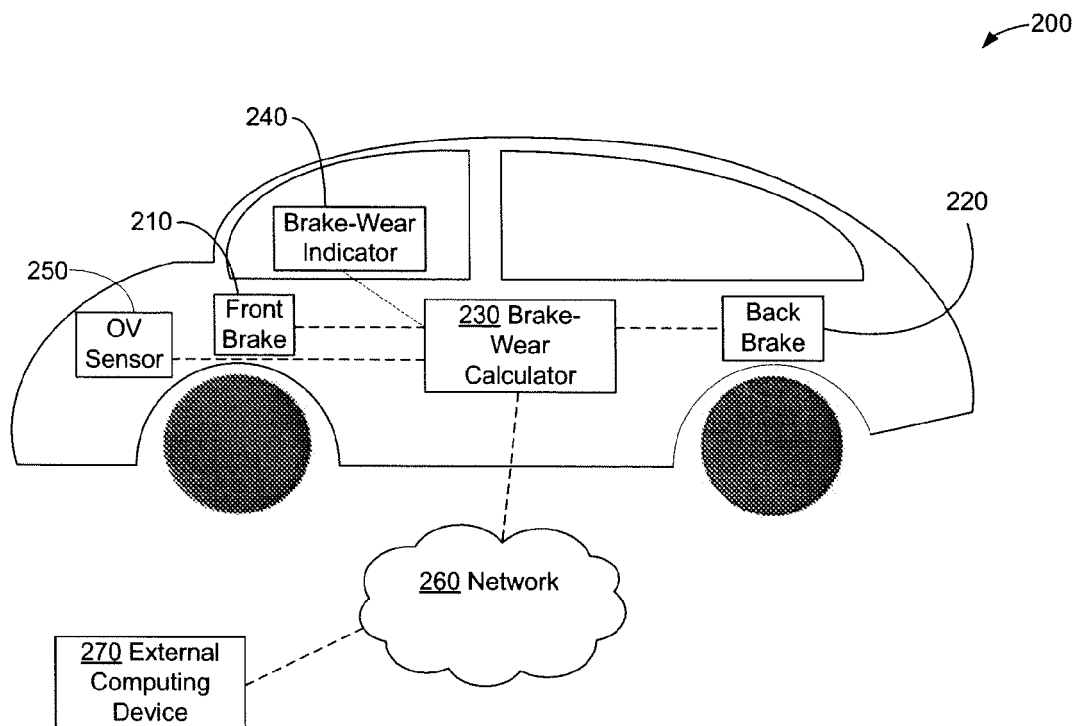 200
240
210
Brake-Wear
Indicator
220
250
OV
Sensor
Front
Brake
230 Brake-
Wear
Calculator
Back
Brake
260 Network
270 External
Computing
Device